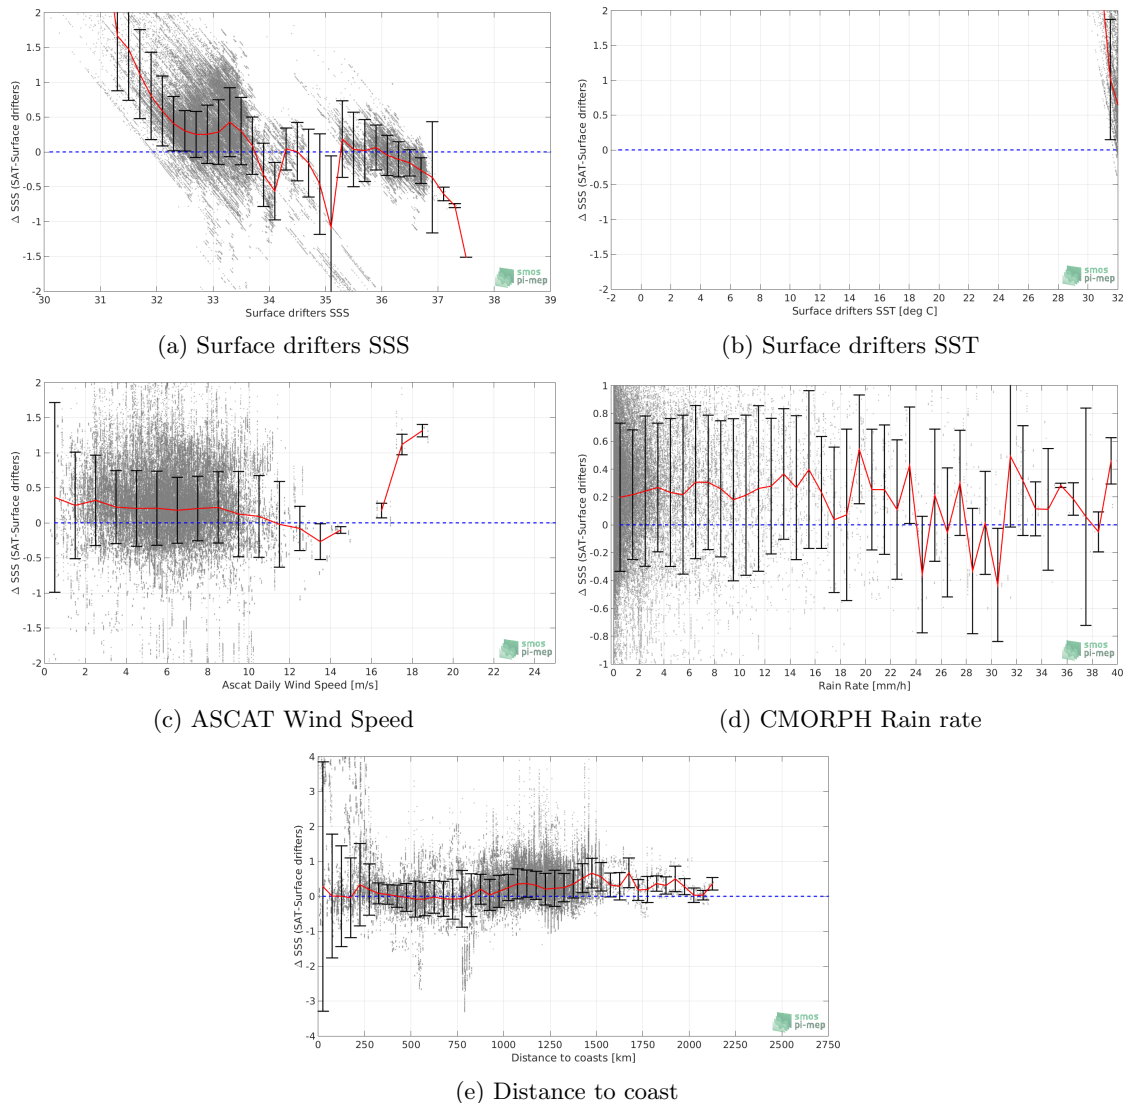 Δ SSS (SAT-Surface drifters)
2
1.5
1
0.5
0
-0.5
-1
-1.5
-2
30 31 32 33 34 35 36 37 38 39
Surface drifters SSS
smos
pi-mep
(a) Surface drifters SSS
Δ SSS (SAT-Surface drifters)
2
1.5
1
0.5
0
-0.5
-1
-1.5
-2
-2 0 2 4 6 8 10 12 14 16 18 20 22 24 26 28 30 32
Surface drifters SST [deg C]
smos
pi-mep
(b) Surface drifters SST
Δ SSS (SAT-Surface drifters)
2
1.5
1
0.5
0
-0.5
-1
-1.5
-2
0 2 4 6 8 10 12 14 16 18 20 22 24
Ascat Daily Wind Speed [m/s]
smos
pi-mep
(c) ASCAT Wind Speed
Δ SSS (SAT-Surface drifters)
1
0.8
0.6
0.4
0.2
0
-0.2
-0.4
-0.6
-0.8
-1
0 2 4 6 8 10 12 14 16 18 20 22 24 26 28 30 32 34 36 38 40
Rain Rate [mm/h]
smos
pi-mep
(d) CMORPH Rain rate
Δ SSS (SAT-Surface drifters)
4
3
2
1
0
-1
-2
-3
-4
0 250 500 750 1000 1250 1500 1750 2000 2250 2500 2750
Distance to coasts [km]
smos
pi-mep
(e) Distance to coast